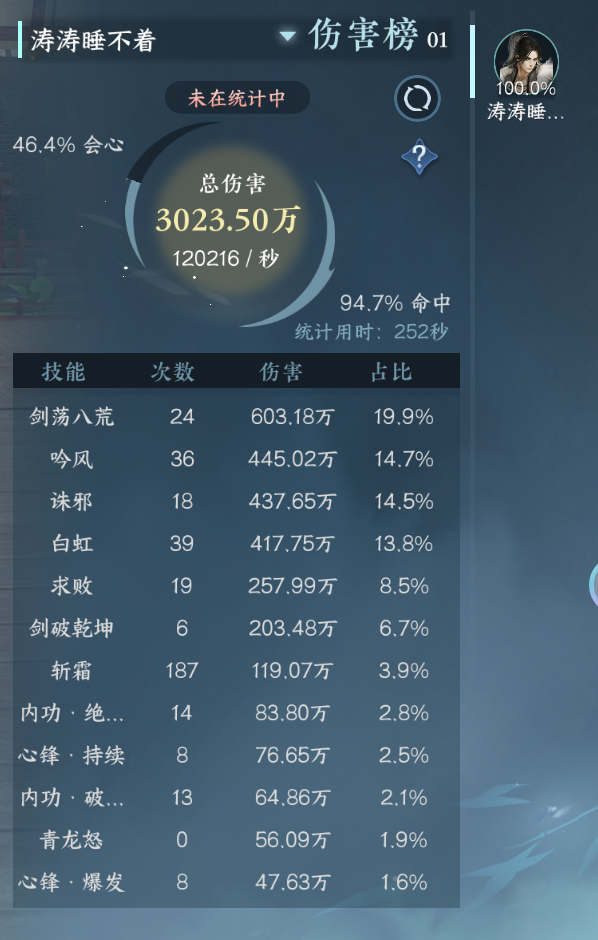 涛涛睡不着
伤害榜 01
100.0%
涛涛睡...
未在统计中
46.4% 会心
总伤害
3023.50万
120216 / 秒
94.7% 命中
统计用时：252秒
技能 次数 伤害 占比
剑荡八荒 24 603.18万 19.9%
吟风 36 445.02万 14.7%
诛邪 18 437.65万 14.5%
白虹 39 417.75万 13.8%
求败 19 257.99万 8.5%
剑破乾坤 6 203.48万 6.7%
斩霜 187 119.07万 3.9%
内功·绝... 14 83.80万 2.8%
心锋·持续 8 76.65万 2.5%
内功·破... 13 64.86万 2.1%
青龙怒 0 56.09万 1.9%
心锋·爆发 8 47.63万 1.6%